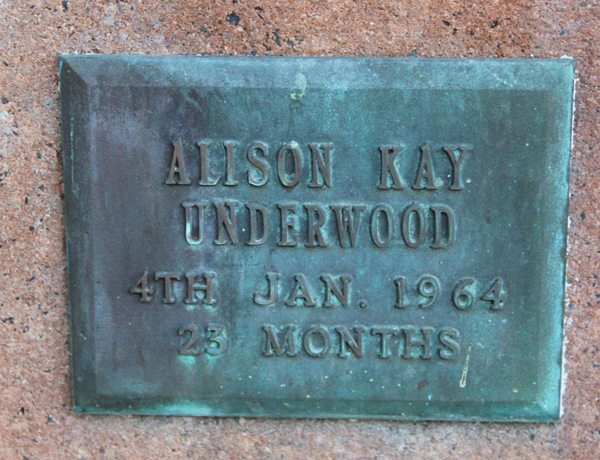 ALISON KAY
UNDERWOOD
4TH JAN. 1964
23 MONTHS